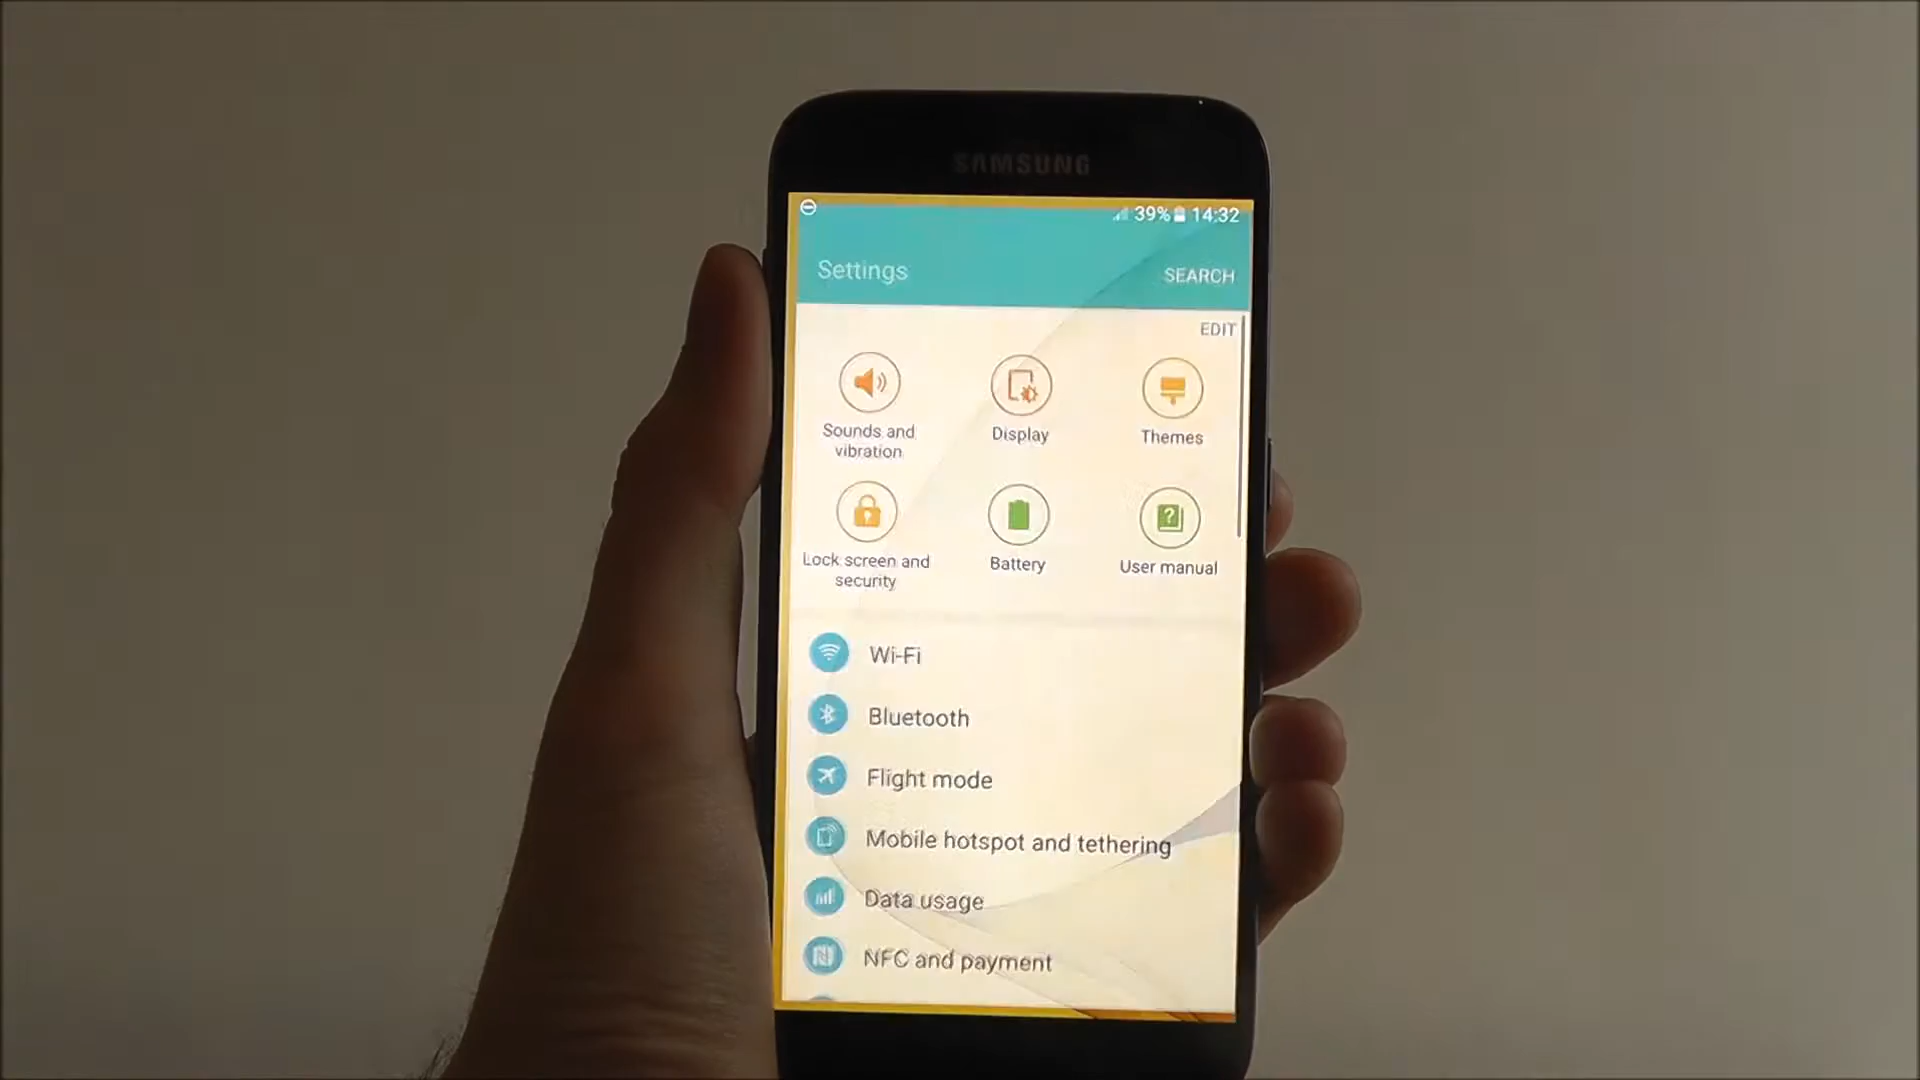 SAMSUNG
39% 14:32
Settings
SEARCH
EDIT
Sounds and
vibration
Display
Themes
Lock screen and
security
Battery
User manual
Wi-Fi
Bluetooth
Flight mode
Mobile hotspot and tethering
Data usage
NFC and payment